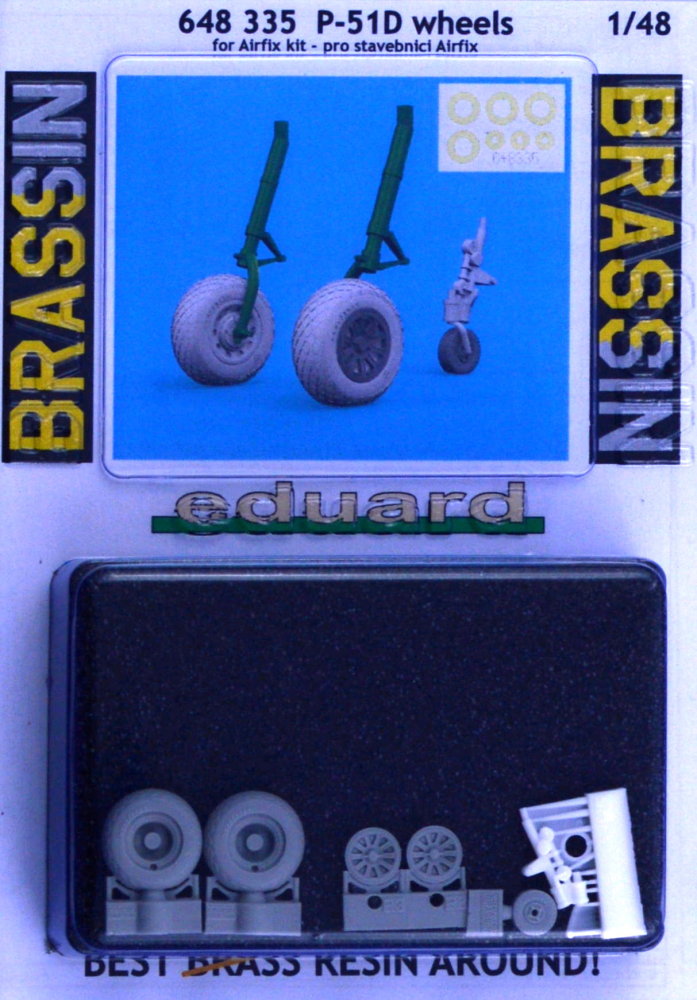 648 335 P-51D wheels 1/48
for Airfix kit - pro stavebnici Airfix
BRASSIN
BRASSIN
648335
eduard
BEST BRASS RESIN AROUND!